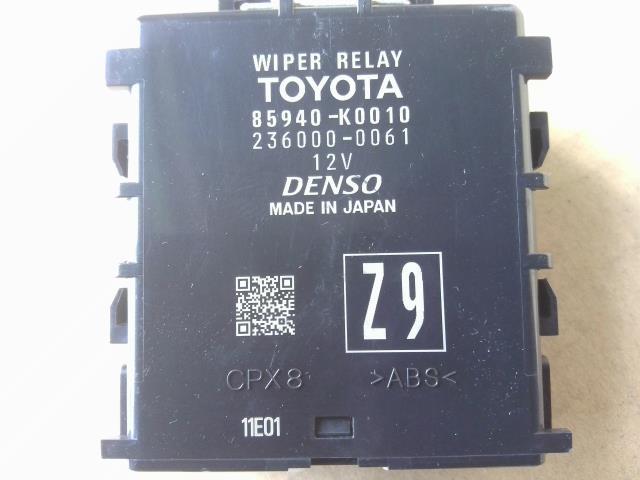 WIPER RELAY
TOYOTA
85940-K0010
236000-0061
12V
DENSO
MADE IN JAPAN
Z9
CPX8 >ABS<
11E01